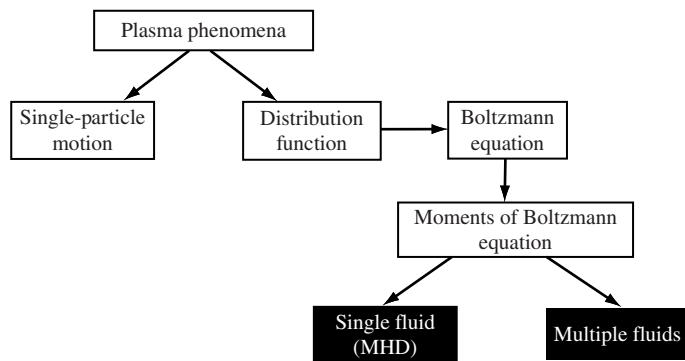 Plasma phenomena
Single-particle
motion
Distribution
function
Boltzmann
equation
Moments of Boltzmann
equation
Single fluid
(MHD)
Multiple fluids